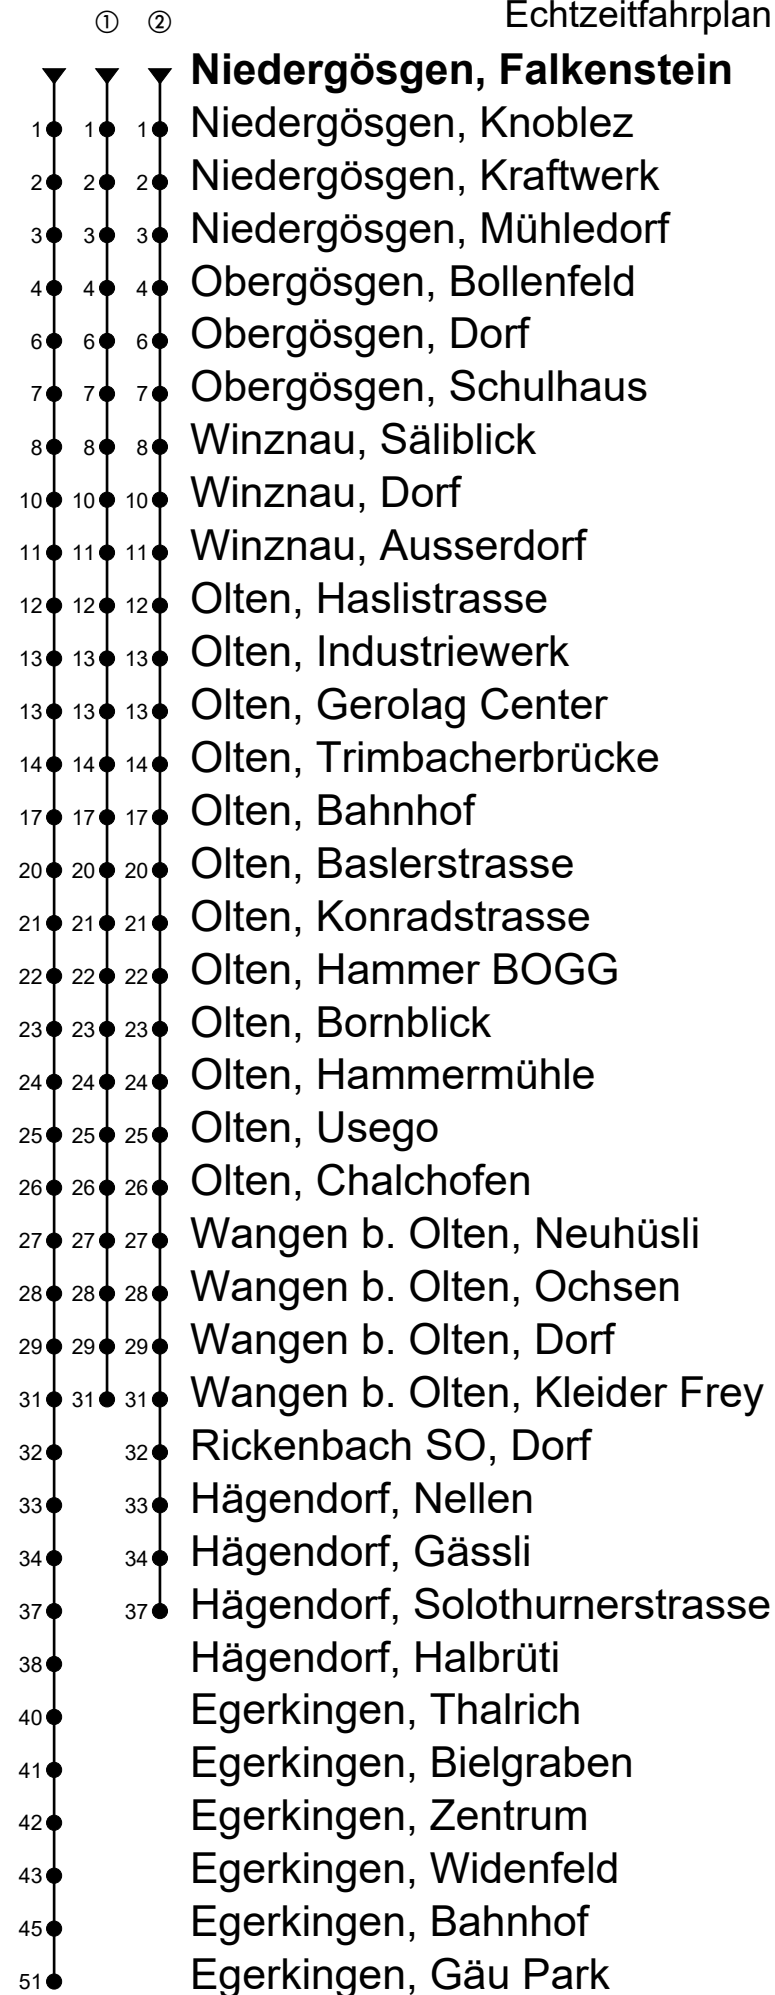 Echtzeitfahrplan
① ②
Niedergösgen, Falkenstein
1 1 1 Niedergösgen, Knoblez
2 2 2 Niedergösgen, Kraftwerk
3 3 3 Niedergösgen, Mühledorf
4 4 4 Obergösgen, Bollenfeld
6 6 6 Obergösgen, Dorf
7 7 7 Obergösgen, Schulhaus
8 8 8 Winznau, Säliblick
10 10 10 Winznau, Dorf
11 11 11 Winznau, Ausserdorf
12 12 12 Olten, Haslistrasse
13 13 13 Olten, Industriewerk
13 13 13 Olten, Gerolag Center
14 14 14 Olten, Trimbacherbrücke
17 17 17 Olten, Bahnhof
20 20 20 Olten, Baslerstrasse
21 21 21 Olten, Konradstrasse
22 22 22 Olten, Hammer BOGG
23 23 23 Olten, Bornblick
24 24 24 Olten, Hammermühle
25 25 25 Olten, Usego
26 26 26 Olten, Chalchofen
27 27 27 Wangen b. Olten, Neuhüsli
28 28 28 Wangen b. Olten, Ochsen
29 29 29 Wangen b. Olten, Dorf
31 31 31 Wangen b. Olten, Kleider Frey
32 32 Rickenbach SO, Dorf
33 33 Hägendorf, Nellen
34 34 Hägendorf, Gässli
37 37 Hägendorf, Solothurnerstrasse
38 Hägendorf, Halbrüti
40 Egerkingen, Thalrich
41 Egerkingen, Bielgraben
42 Egerkingen, Zentrum
43 Egerkingen, Widenfeld
45 Egerkingen, Bahnhof
51 Egerkingen, Gäu Park